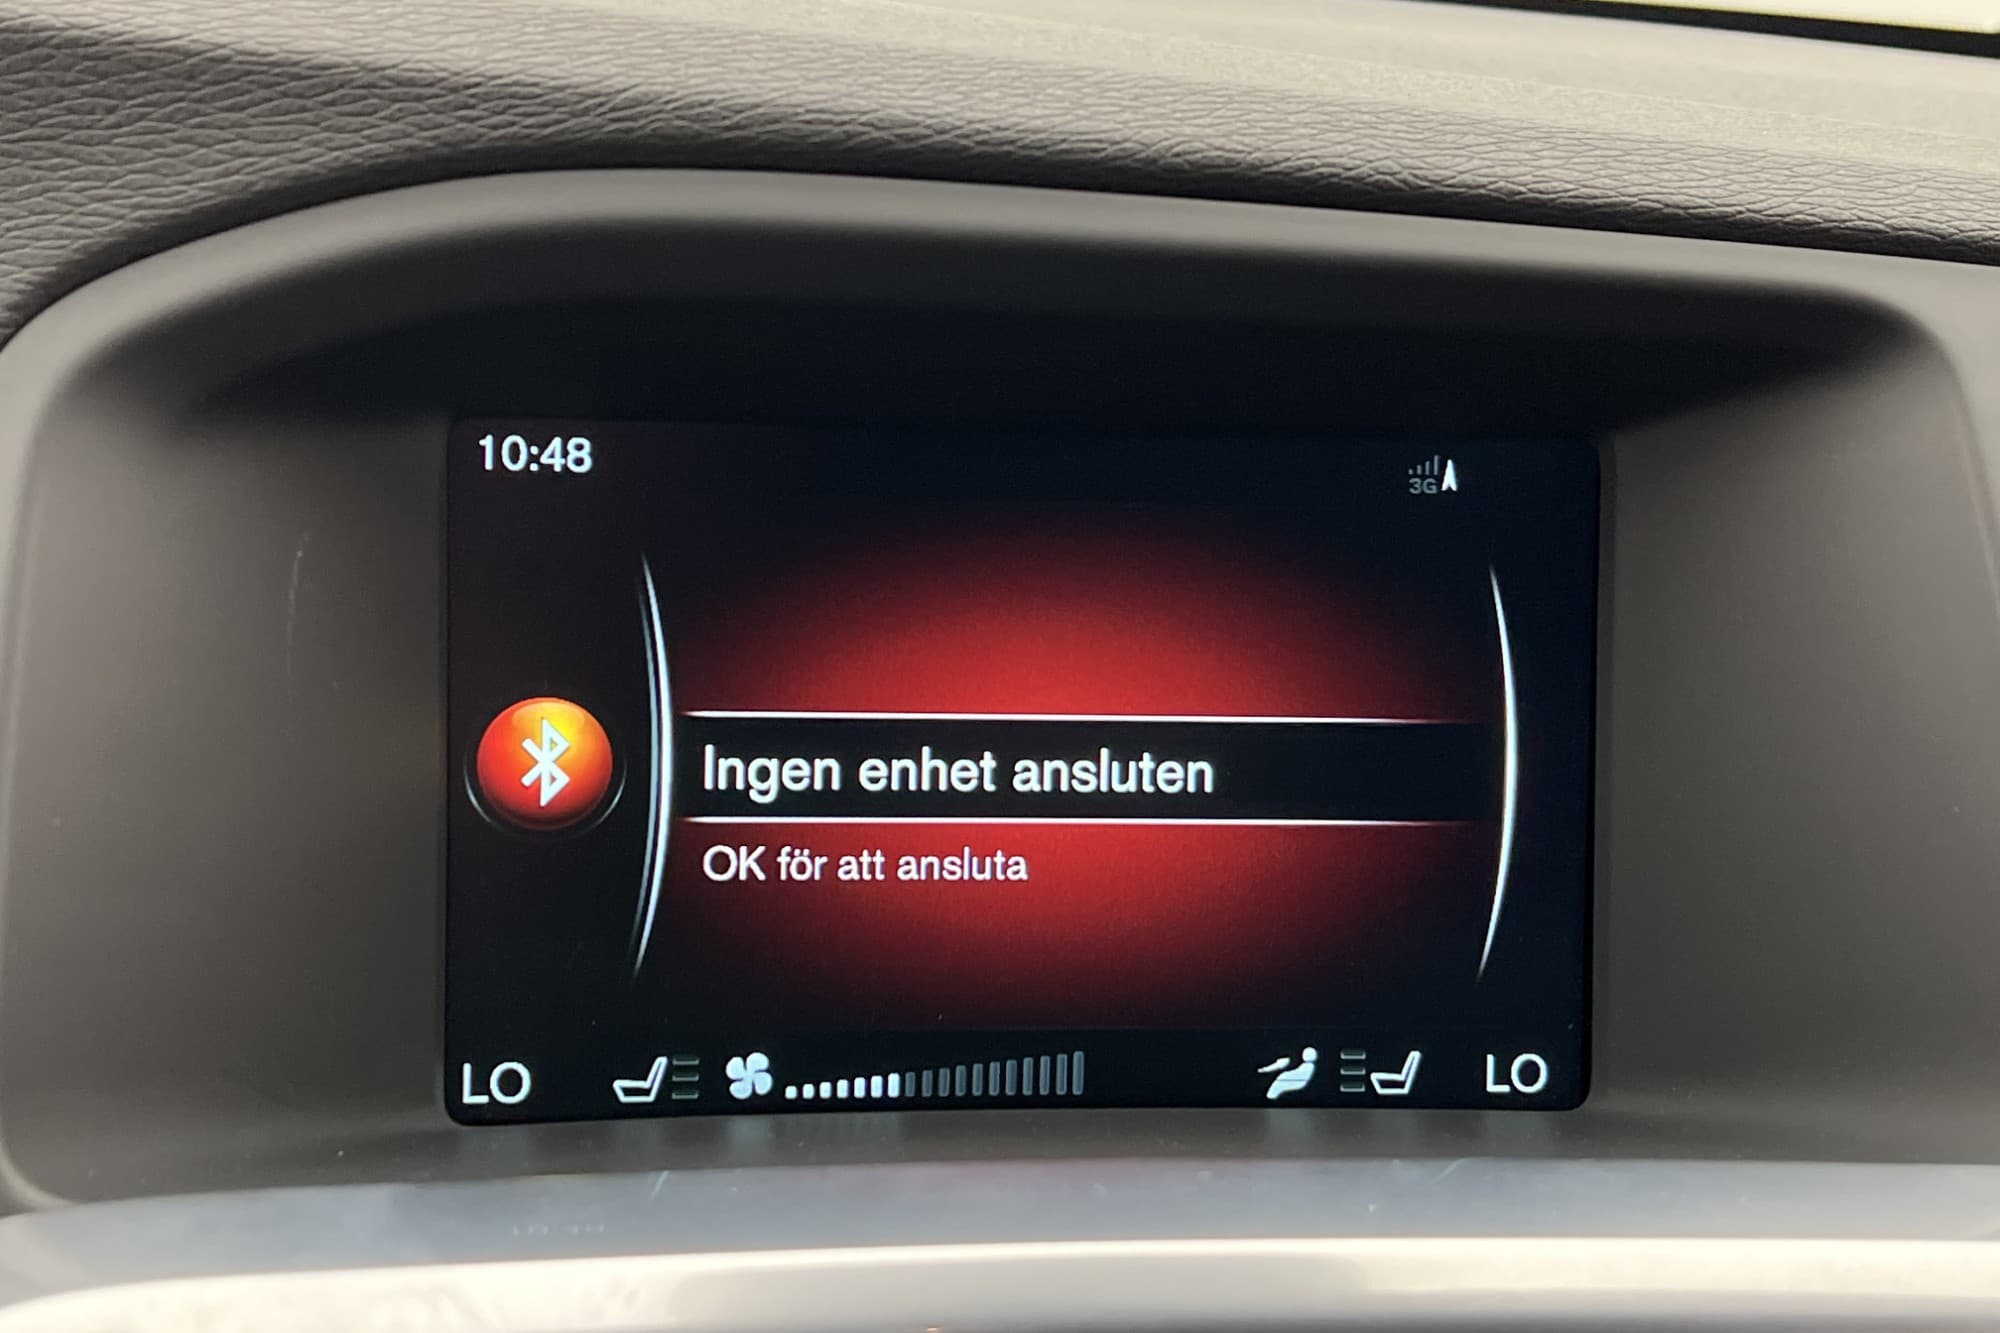 10:48
3G
Ingen enhet ansluten
OK för att ansluta
LO
LO